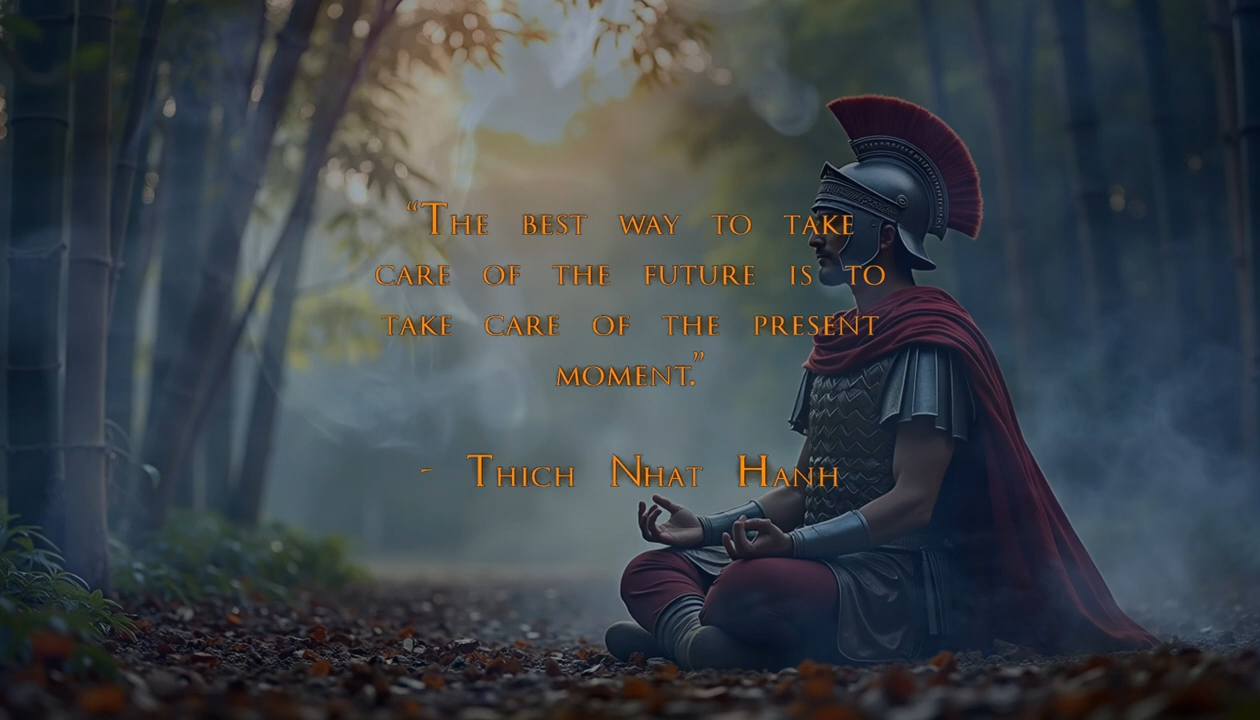 “The best way to take
care of the future is to
take care of the present
moment.”
- Thich Nhat Hanh